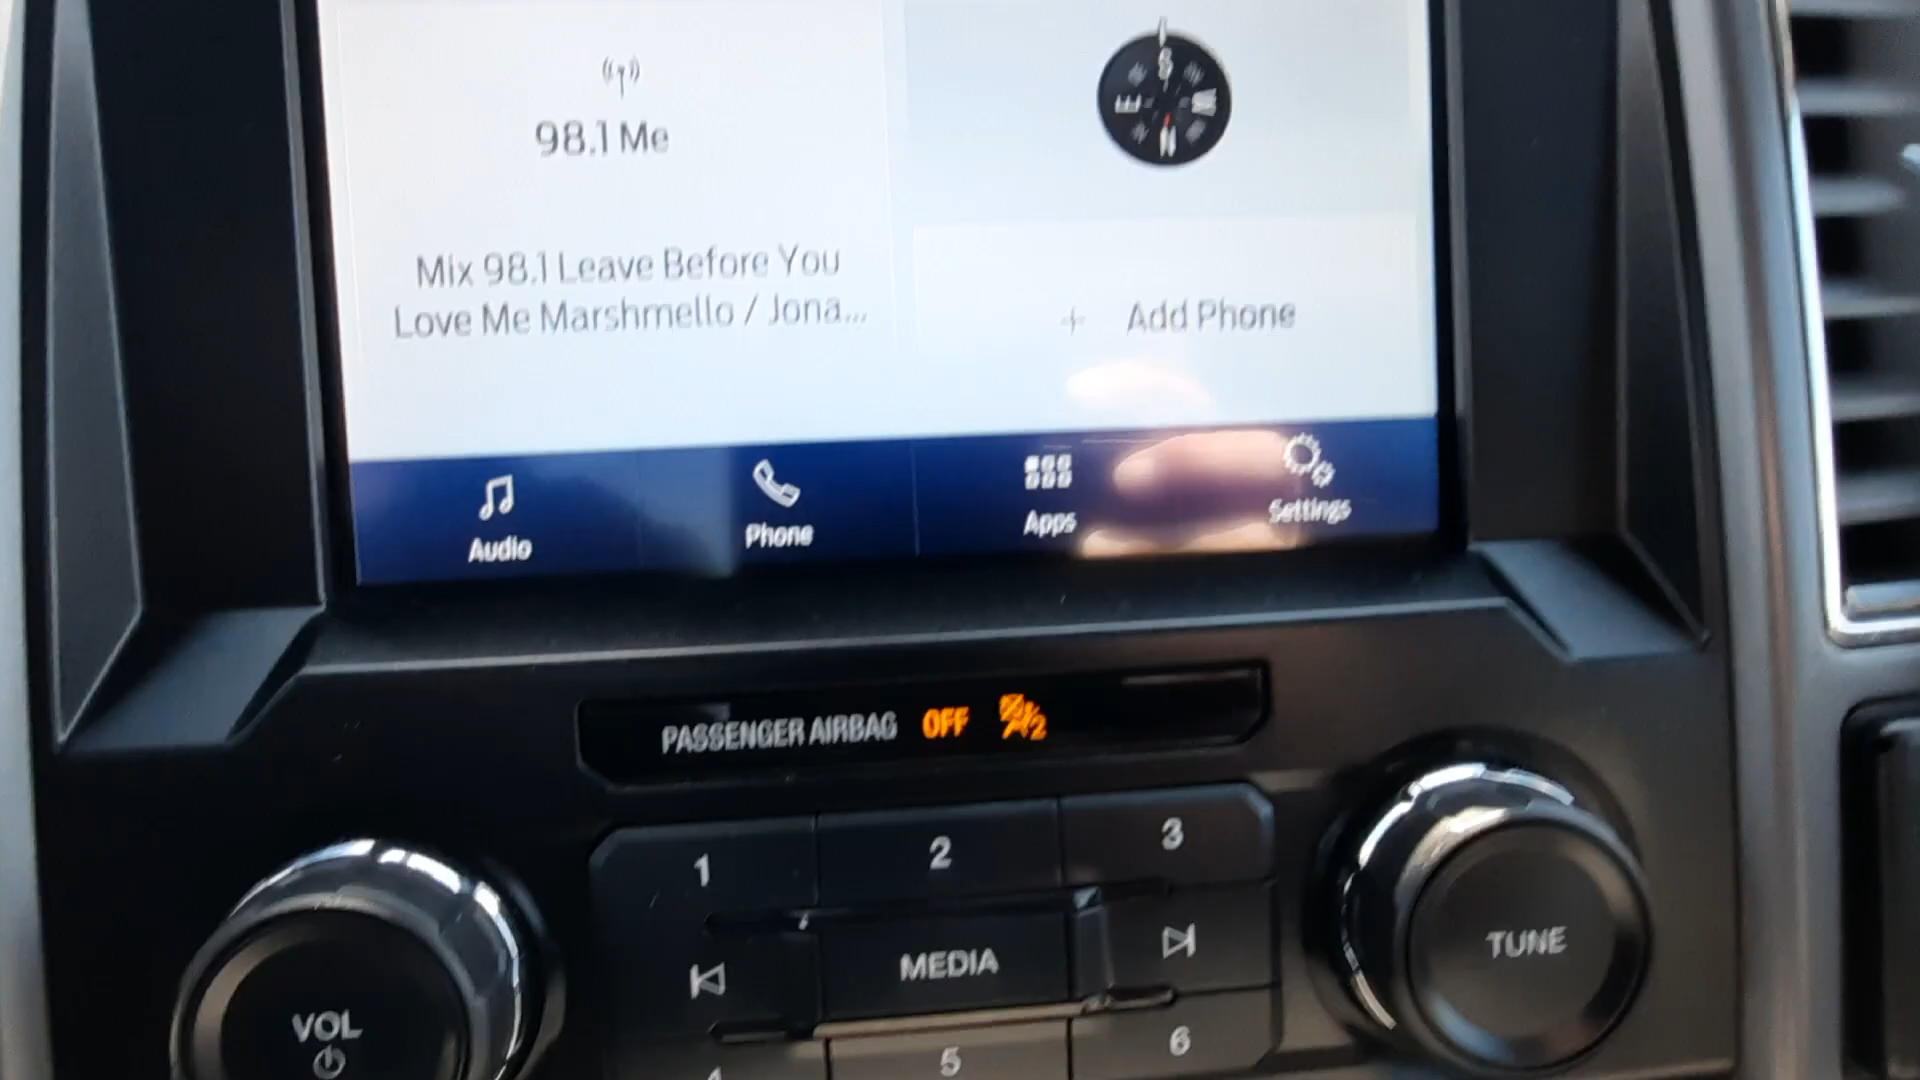 98.1 Me
Mix 98.1 Leave Before You
Love Me Marshmello / Jona...
S
E
W
N
+ Add Phone
Audio
Phone
Apps
Settings
PASSENGER AIRBAG OFF 2
1
2
3
MEDIA
5
6
VOL
TUNE